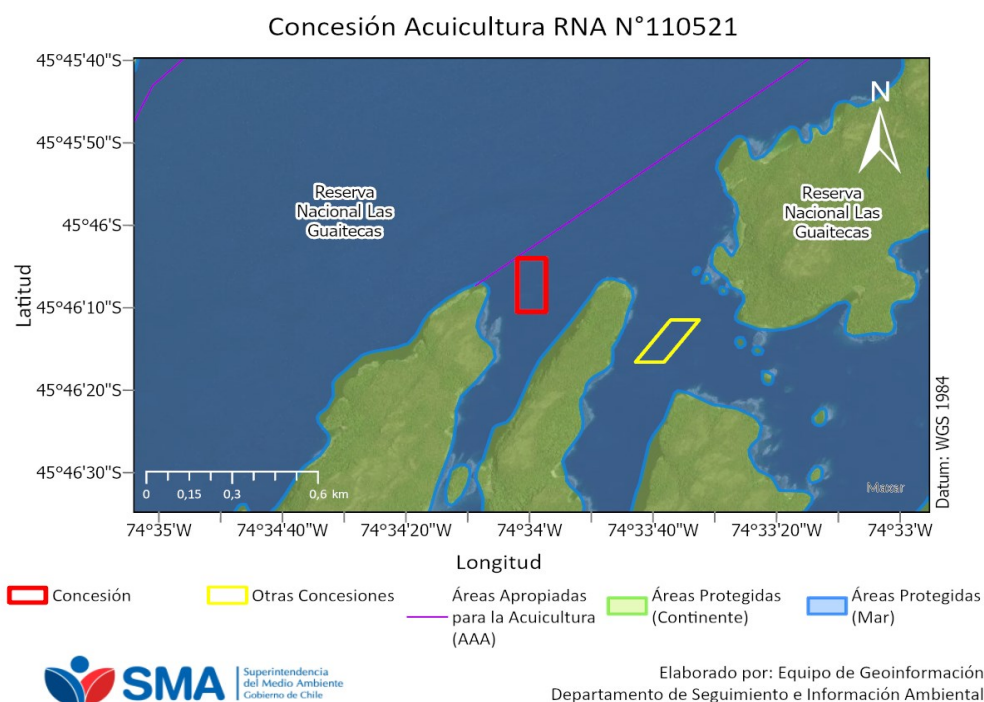 Concesión Acuicultura RNA N°110521
45°45'40"S
45°45'50"S
45°46'S
45°46'10"S
45°46'20"S
45°46'30"S
Latitud
Reserva
Nacional Las
Guaitecas
N
Reserva
Nacional Las
Guaitecas
0
0,15
0,3
0,6 km
Maxar
Datum: WGS 1984
74°35'W
74°34'40"W
74°34'20"W
74°34'W
74°33'40"W
74°33'20"W
74°33'W
Longitud
Concesión
Otras Concesiones
Áreas Apropiadas
para la Acuicultura
(AAA)
Áreas Protegidas
(Continente)
Áreas Protegidas
(Mar)
SMA
Superintendencia
del Medio Ambiente
Gobierno de Chile
Elaborado por: Equipo de Geoinformación
Departamento de Seguimiento e Información Ambiental